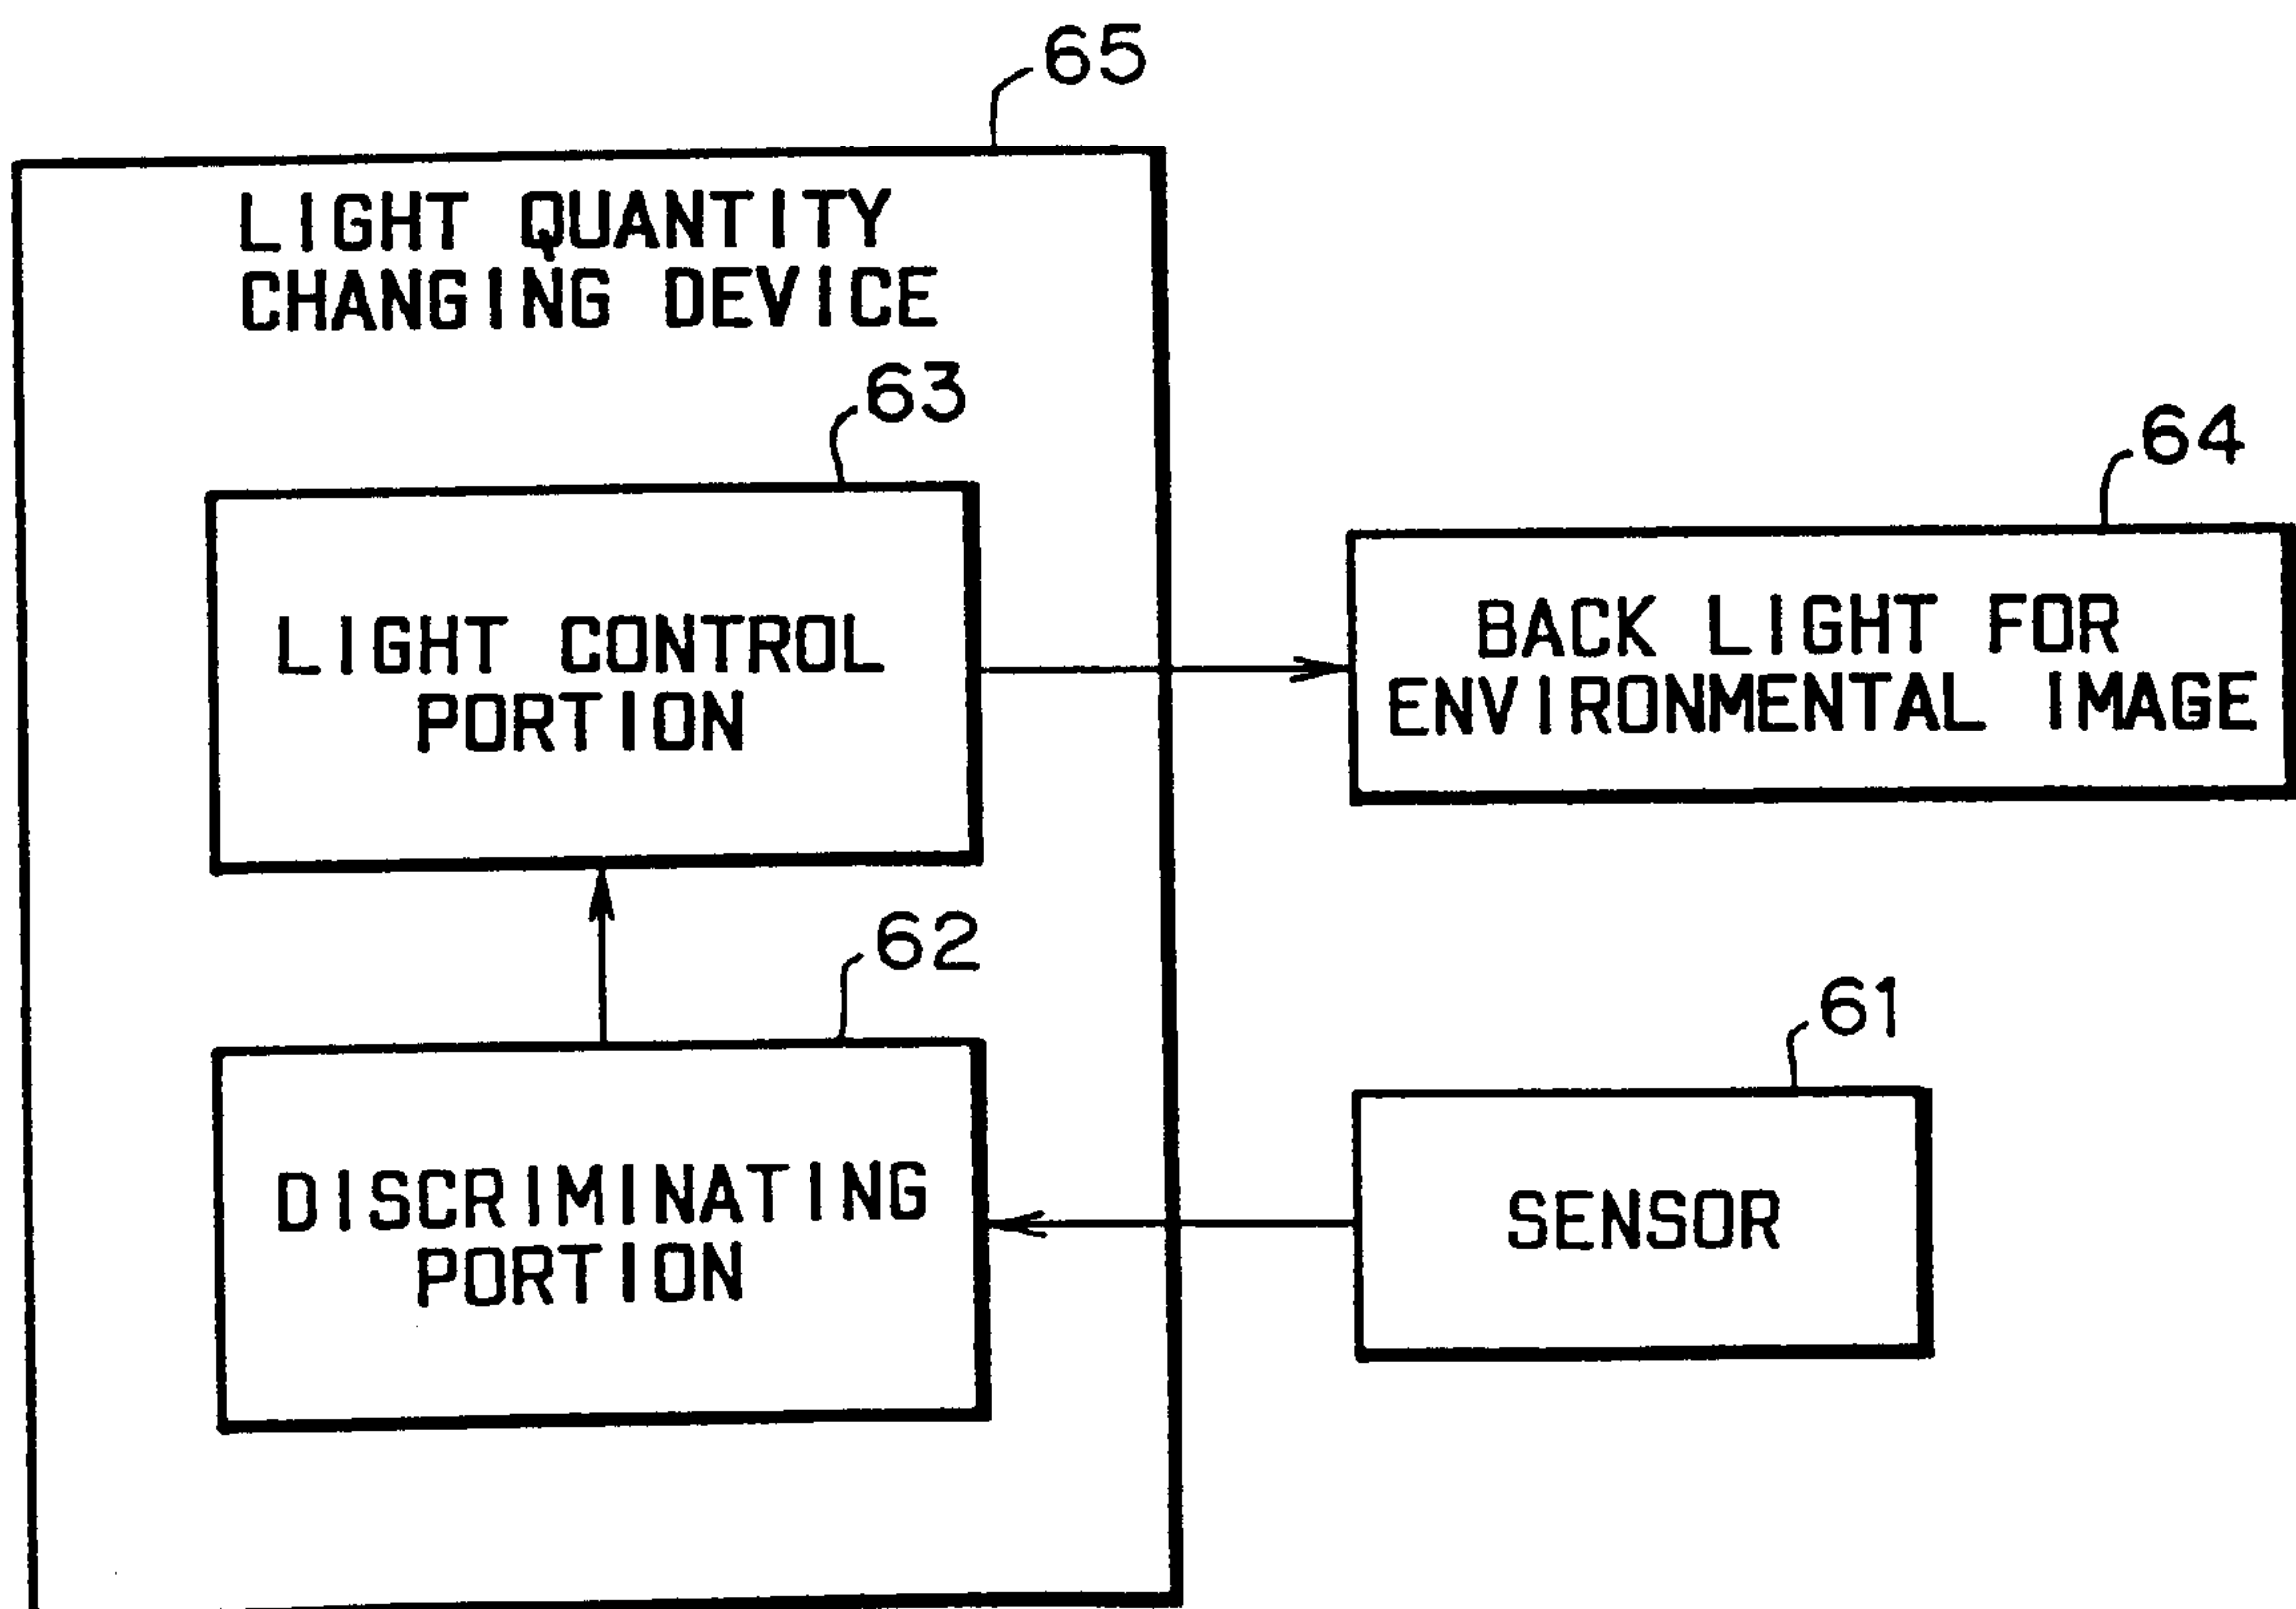 65
LIGHT QUANTITY
CHANGING DEVICE
63
LIGHT CONTROL
PORTION
64
BACK LIGHT FOR
ENVIRONMENTAL IMAGE
62
DISCRIMINATING
PORTION
61
SENSOR